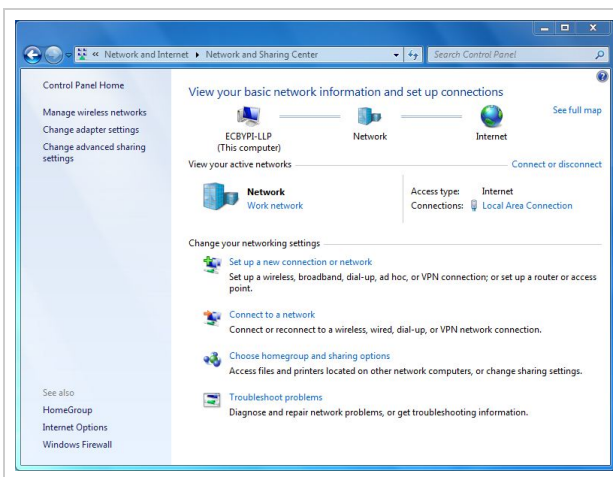 « Network and Internet ▸ Network and Sharing Center
Search Control Panel
Control Panel Home
Manage wireless networks
Change adapter settings
Change advanced sharing
settings
See also
HomeGroup
Internet Options
Windows Firewall
View your basic network information and set up connections
See full map
ECBYPI-LLP
(This computer)
Network
Internet
View your active networks
Connect or disconnect
Network
Work network
Access type: Internet
Connections: Local Area Connection
Change your networking settings
Set up a new connection or network
Set up a wireless, broadband, dial-up, ad hoc, or VPN connection; or set up a router or access
point.
Connect to a network
Connect or reconnect to a wireless, wired, dial-up, or VPN network connection.
Choose homegroup and sharing options
Access files and printers located on other network computers, or change sharing settings.
Troubleshoot problems
Diagnose and repair network problems, or get troubleshooting information.